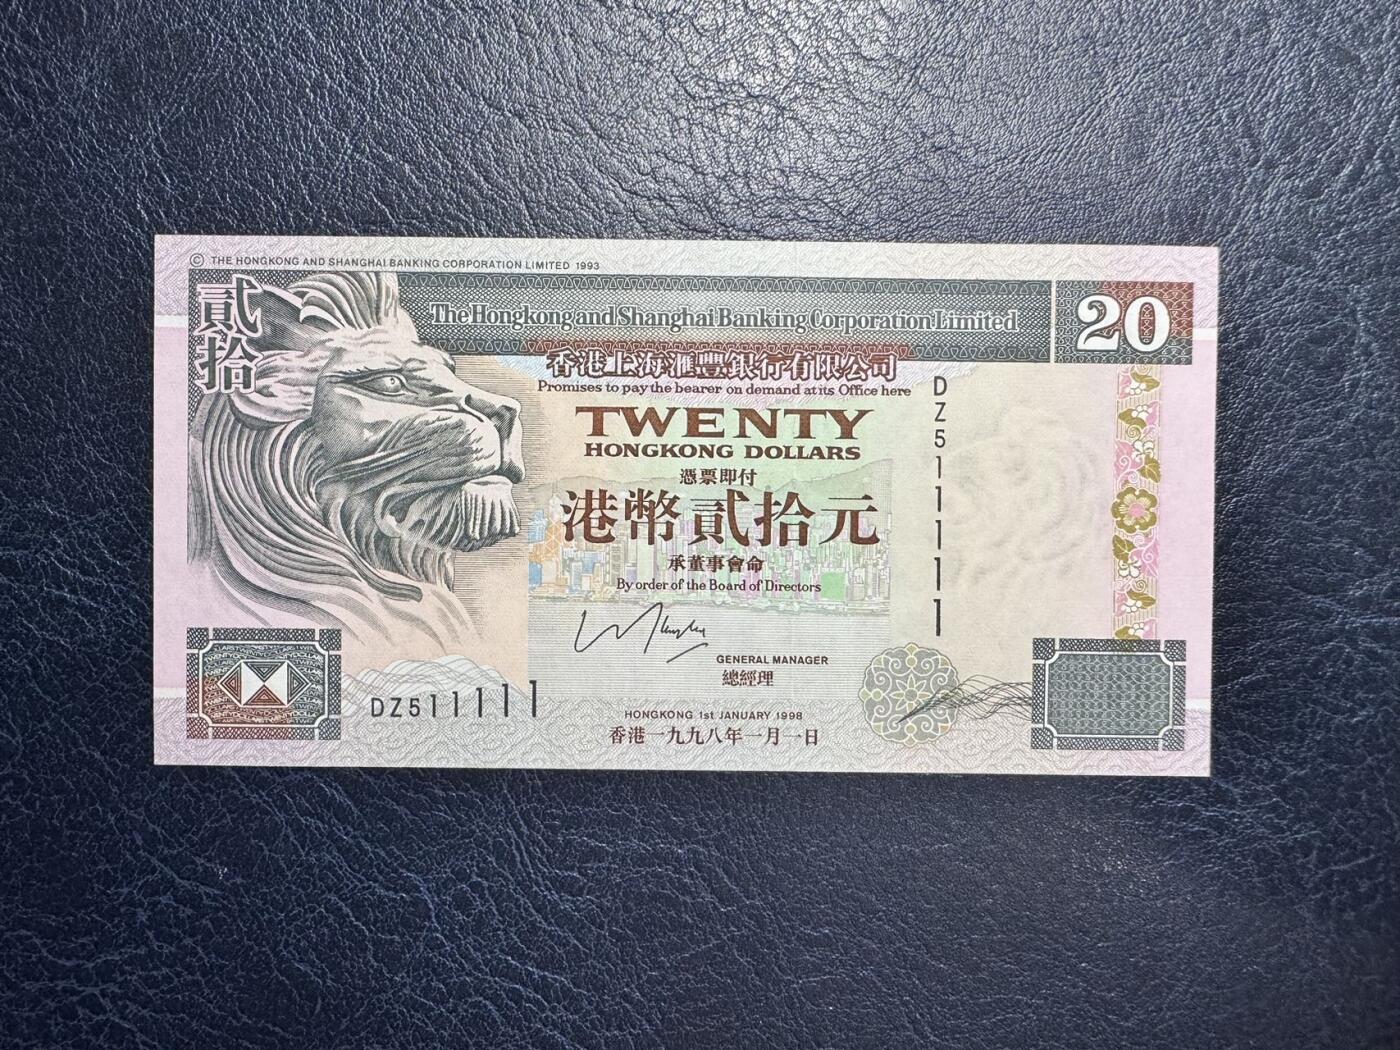 © THE HONGKONG AND SHANGHAI BANKING CORPORATION LIMITED 1993
貳拾
The Hongkong and Shanghai Banking Corporation Limited
20
香港上海滙豐銀行有限公司
Promises to pay the bearer on demand at its Office here
TWENTY
HONGKONG DOLLARS
憑票即付
港幣貳拾元
承董事會命
By order of the Board of Directors
GENERAL MANAGER
總經理
DZ511111
DZ511111
HONGKONG 1st JANUARY 1998
香港一九九八年一月一日